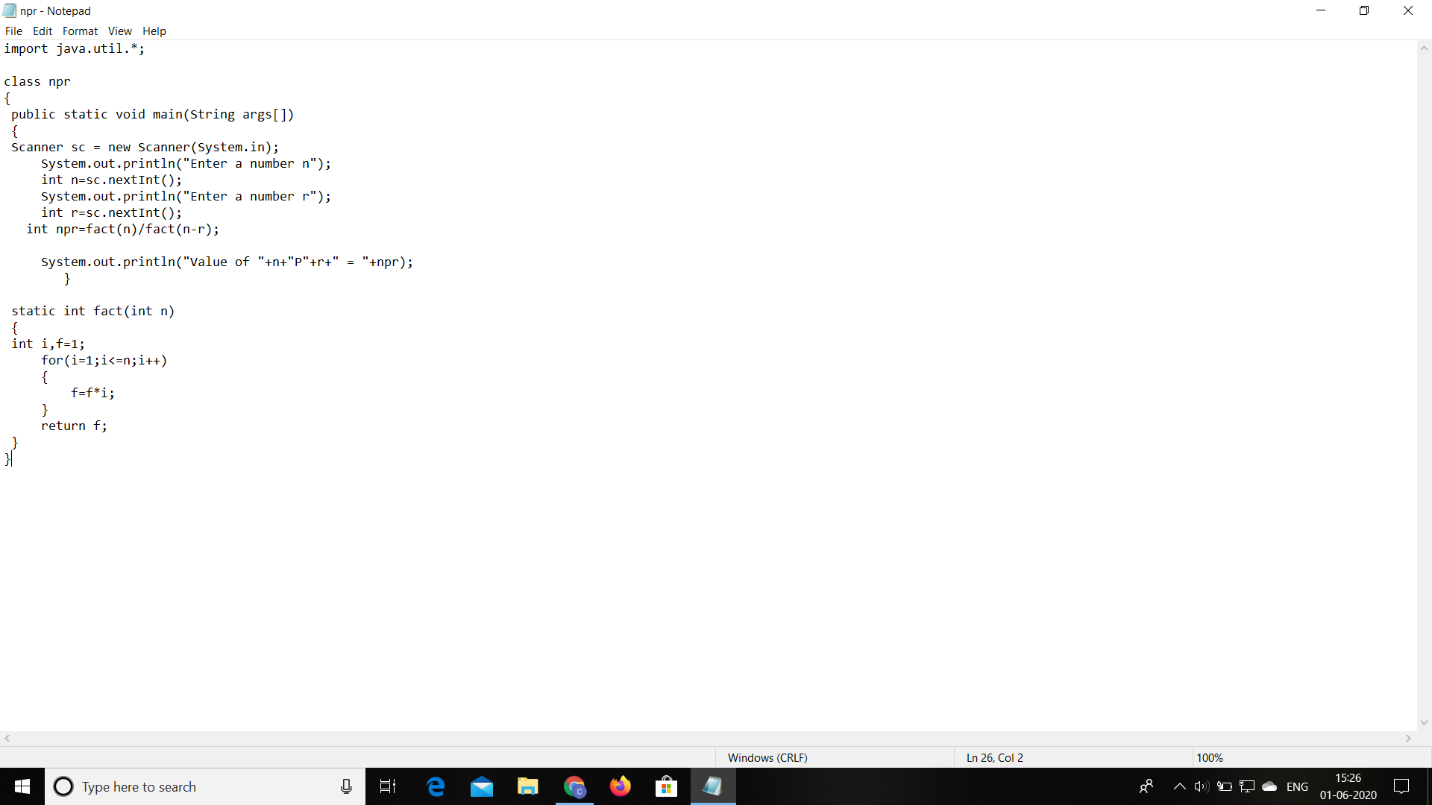 npr - Notepad
File Edit Format View Help
import java.util.*;
class npr
{
public static void main(String args[])
{
Scanner sc = new Scanner(System.in);
System.out.println("Enter a number n");
int n=sc.nextInt();
System.out.println("Enter a number r");
int r=sc.nextInt();
int npr=fact(n)/fact(n-r);
System.out.println("Value of "+n+"P"+r+" = "+npr);
}
static int fact(int n)
{
int i,f=1;
for(i=1;i<=n;i++)
{
f=f*i;
}
return f;
}
}
Windows (CRLF) Ln 26, Col 2 100%
Type here to search
C
ENG
15:26
01-06-2020